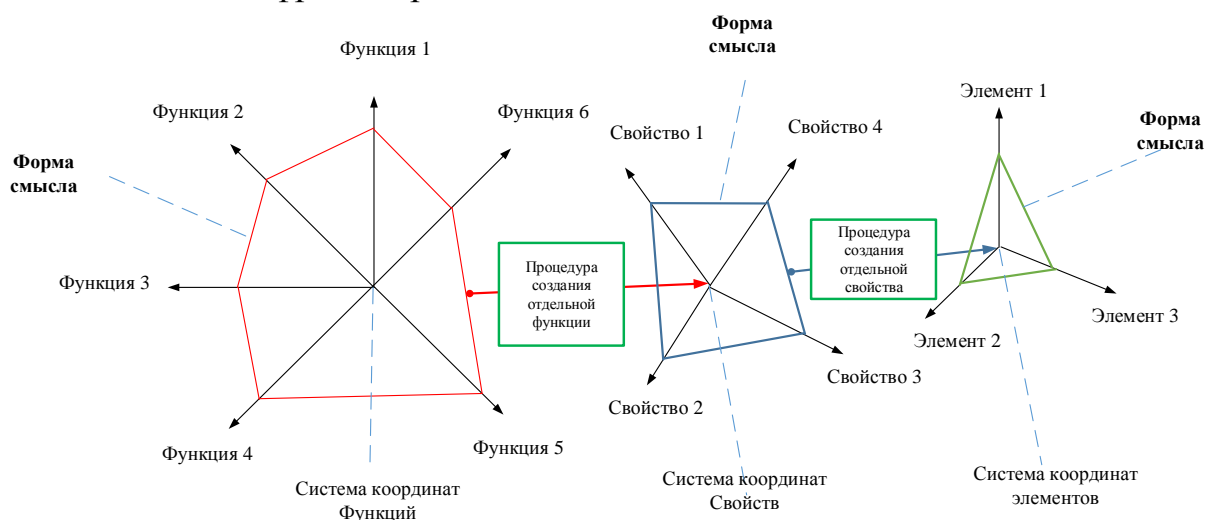 Функция 1
Функция 2
Функция 6
Форма
смысла
Функция 3
Процедура
создания
отдельной
функции
Функция 4
Функция 5
Система координат
Функций
Форма
смысла
Свойство 1
Свойство 4
Процедура
создания
отдельной
свойства
Свойство 2
Свойство 3
Система координат
Свойств
Элемент 1
Форма
смысла
Элемент 2
Элемент 3
Система координат
элементов